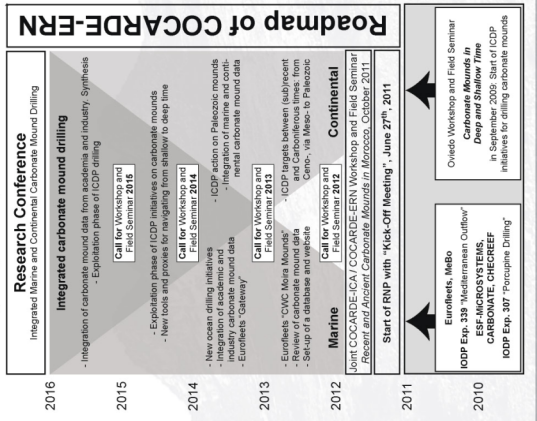 Roadmap of COCARDE-ERN
Research Conference
Integrated Marine and Continental Carbonate Mound Drilling
2016
Integrated carbonate mound drilling
- Integration of carbonate mound data from academia and industry. Synthesis
- Exploitation phase of ICDP drilling
2015
Call for Workshop and
Field Seminar 2015
- Exploitation phase of ICDP initiatives on carbonate mounds
- New tools and proxies for navigating from shallow to deep time
2014
Call for Workshop and
Field Seminar 2014
- New ocean drilling initiatives
- Integration of academic and
industry carbonate mound data
- Eurofleets "Gateway"
- ICDP action on Paleozoic mounds
- Integration of marine and conti-
nental carbonate mound data
2013
Call for Workshop and
Field Seminar 2013
- Eurofleets "CWC Moira Mounds"
- Review of carbonate mound data
- Set-up of a database and website
- ICDP targets between (sub)recent
and Carboniferous times: from
Ceno-, via Meso- to Paleozoic
2012
Marine
Call for Workshop and
Field Seminar 2012
Continental
Joint COCARDE-ICA / COCARDE-ERN Workshop and Field Seminar
Recent and Ancient Carbonate Mounds in Morocco, October 2011
Start of RNP with "Kick-Off Meeting", June 27th, 2011
2011
2010
Eurofleets, MeBo
IODP Exp. 339 "Mediterranean Outflow"
ESF-MICROSYSTEMS,
CARBONATE, CHECREEF
IODP Exp. 307 "Porcupine Drilling"
Oviedo Workshop and Field Seminar
Carbonate Mounds in
Deep and Shallow Time
in September 2009: Start of ICDP
initiatives for drilling carbonate mounds